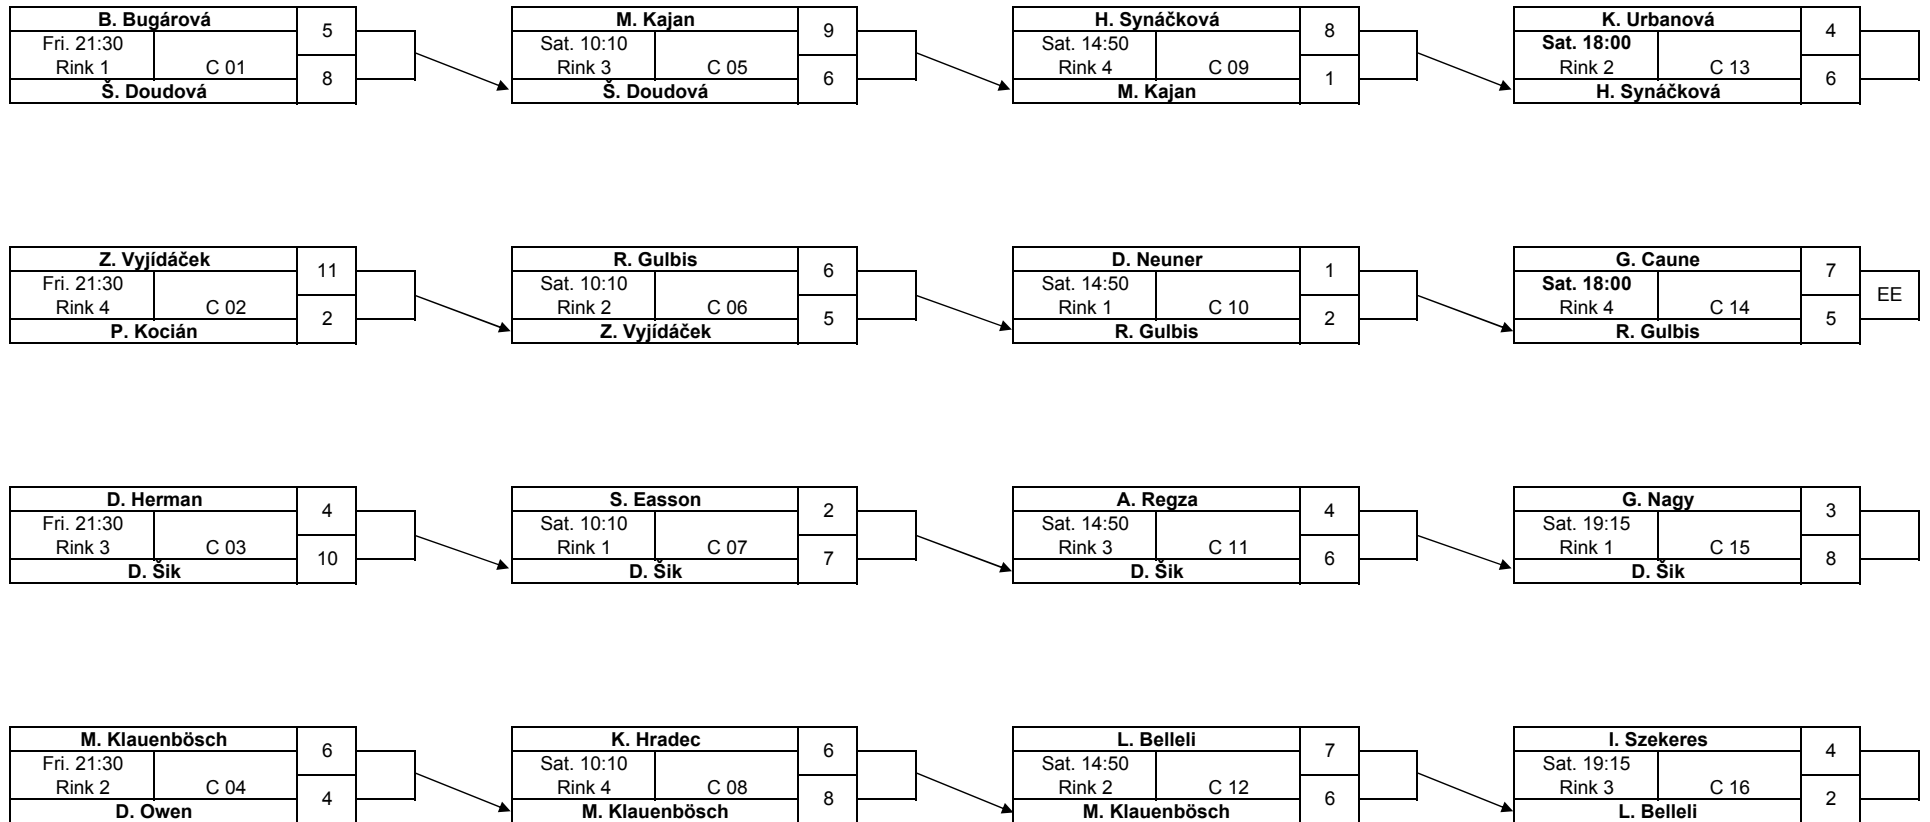 B. Bugárová 5
Fri. 21:30
Rink 1 C 01
Š. Doudová 8
M. Kajan 9
Sat. 10:10
Rink 3 C 05
Š. Doudová 6
H. Synáčková 8
Sat. 14:50
Rink 4 C 09
M. Kajan 1
K. Urbanová 4
Sat. 18:00
Rink 2 C 13
H. Synáčková 6
Z. Vyjídáček 11
Fri. 21:30
Rink 4 C 02
P. Kocián 2
R. Gulbis 6
Sat. 10:10
Rink 2 C 06
Z. Vyjídáček 5
D. Neuner 1
Sat. 14:50
Rink 1 C 10
R. Gulbis 2
G. Caune 7
Sat. 18:00
Rink 4 C 14
R. Gulbis 5
EE
D. Herman 4
Fri. 21:30
Rink 3 C 03
D. Šik 10
S. Easson 2
Sat. 10:10
Rink 1 C 07
D. Šik 7
A. Regza 4
Sat. 14:50
Rink 3 C 11
D. Šik 6
G. Nagy 3
Sat. 19:15
Rink 1 C 15
D. Šik 8
M. Klauenbösch 6
Fri. 21:30
Rink 2 C 04
D. Owen 4
K. Hradec 6
Sat. 10:10
Rink 4 C 08
M. Klauenbösch 8
L. Belleli 7
Sat. 14:50
Rink 2 C 12
M. Klauenbösch 6
I. Szekeres 4
Sat. 19:15
Rink 3 C 16
L. Belleli 2